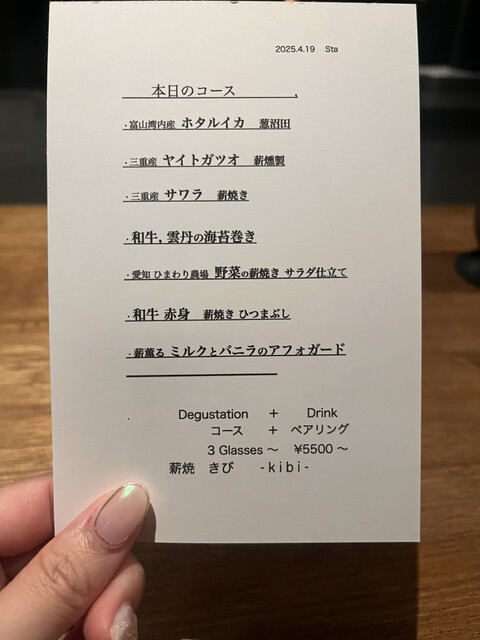 2025.4.19 Sta
本日のコース
・富山湾内産 ホタルイカ 葱沼田
・三重産 ヤイトガツオ 薪燻製
・三重産 サワラ 薪焼き
・和牛, 雲丹の海苔巻き
・愛知 ひまわり農場 野菜の薪焼き サラダ仕立て
・和牛 赤身 薪焼き ひつまぶし
・薪薫る ミルクとバニラのアフォガード
Degustation + Drink
コース + ペアリング
3 Glasses 〜 ¥5500 〜
薪焼 きび -kibi-